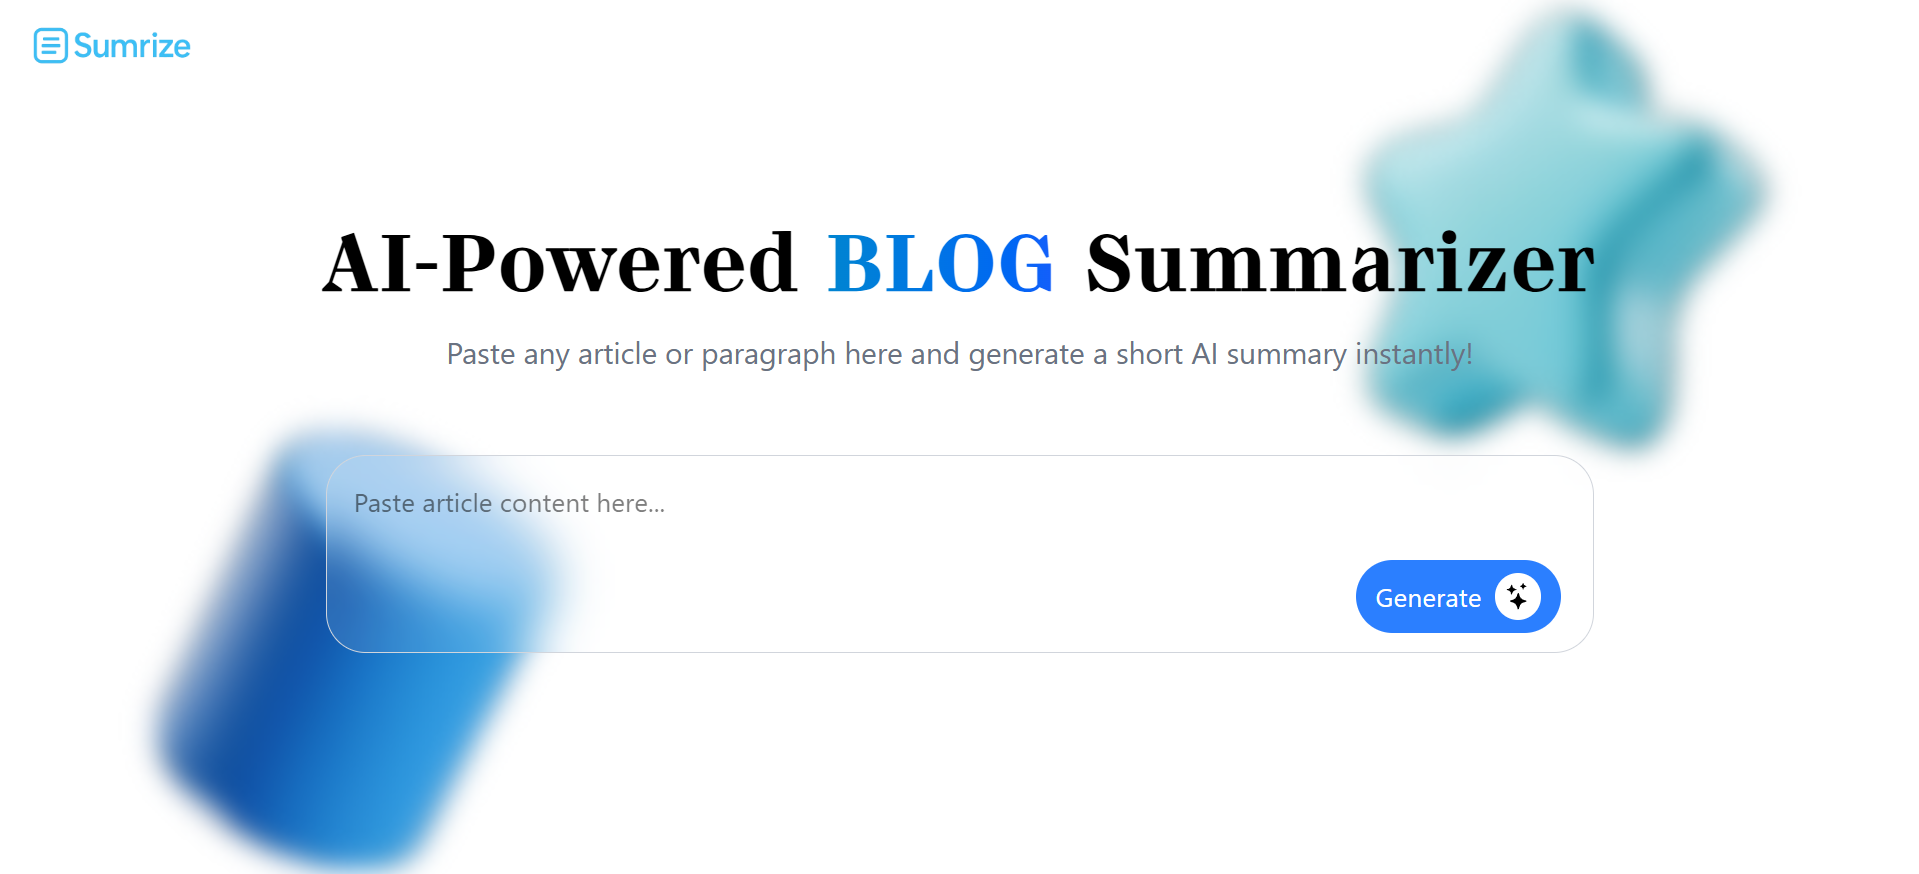 Sumrize
AI-Powered BLOG Summarizer
Paste any article or paragraph here and generate a short AI summary instantly!
Paste article content here...
Generate